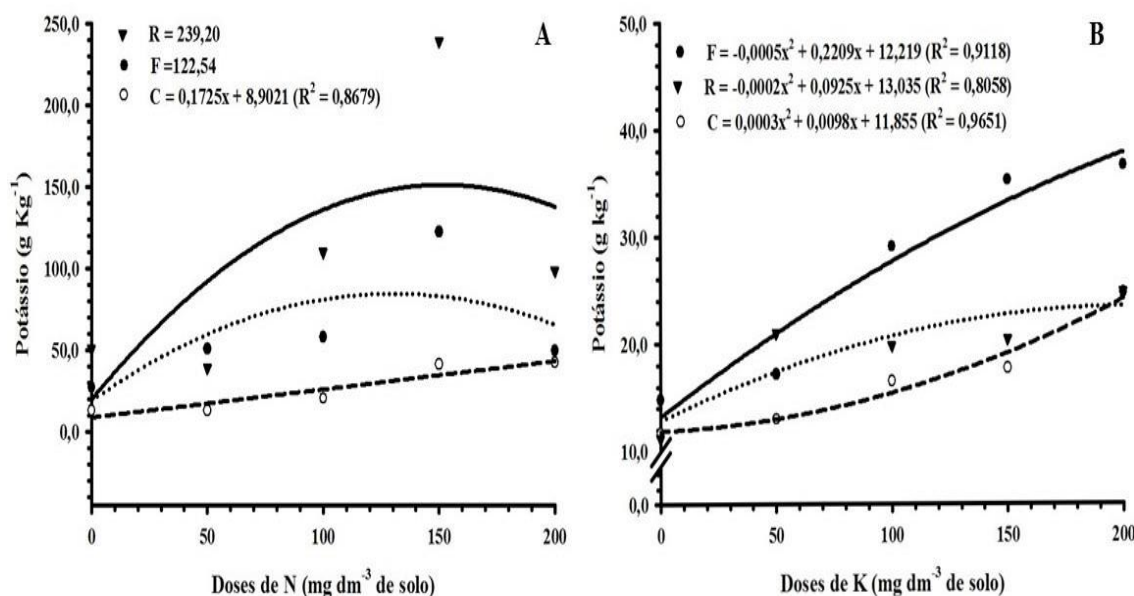 A
R = 239,20
F =122,54
C = 0,1725x + 8,9021 (R² = 0,8679)
Potássio (g Kg⁻¹)
250,0
200,0
150,0
100,0
50,0
0,0
0 50 100 150 200
Doses de N (mg dm⁻³ de solo)
B
F = -0,0005x² + 0,2209x + 12,219 (R² = 0,9118)
R = -0,0002x² + 0,0925x + 13,035 (R² = 0,8058)
C = 0,0003x² + 0,0098x + 11,855 (R² = 0,9651)
Potássio (g kg⁻¹)
50,0
40,0
30,0
20,0
10,0
0,0
0 50 100 150 200
Doses de K (mg dm⁻³ de solo)